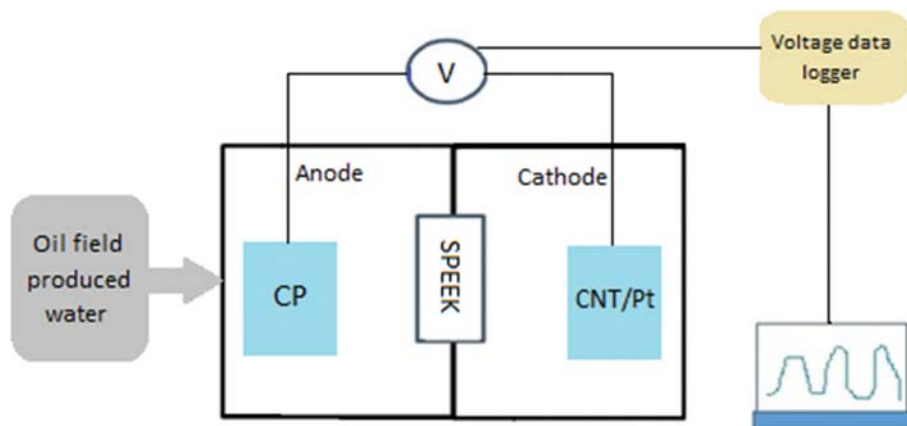 V
Voltage data
logger
Anode
Cathode
Oil field
produced
water
CP
SPEEK
CNT/Pt